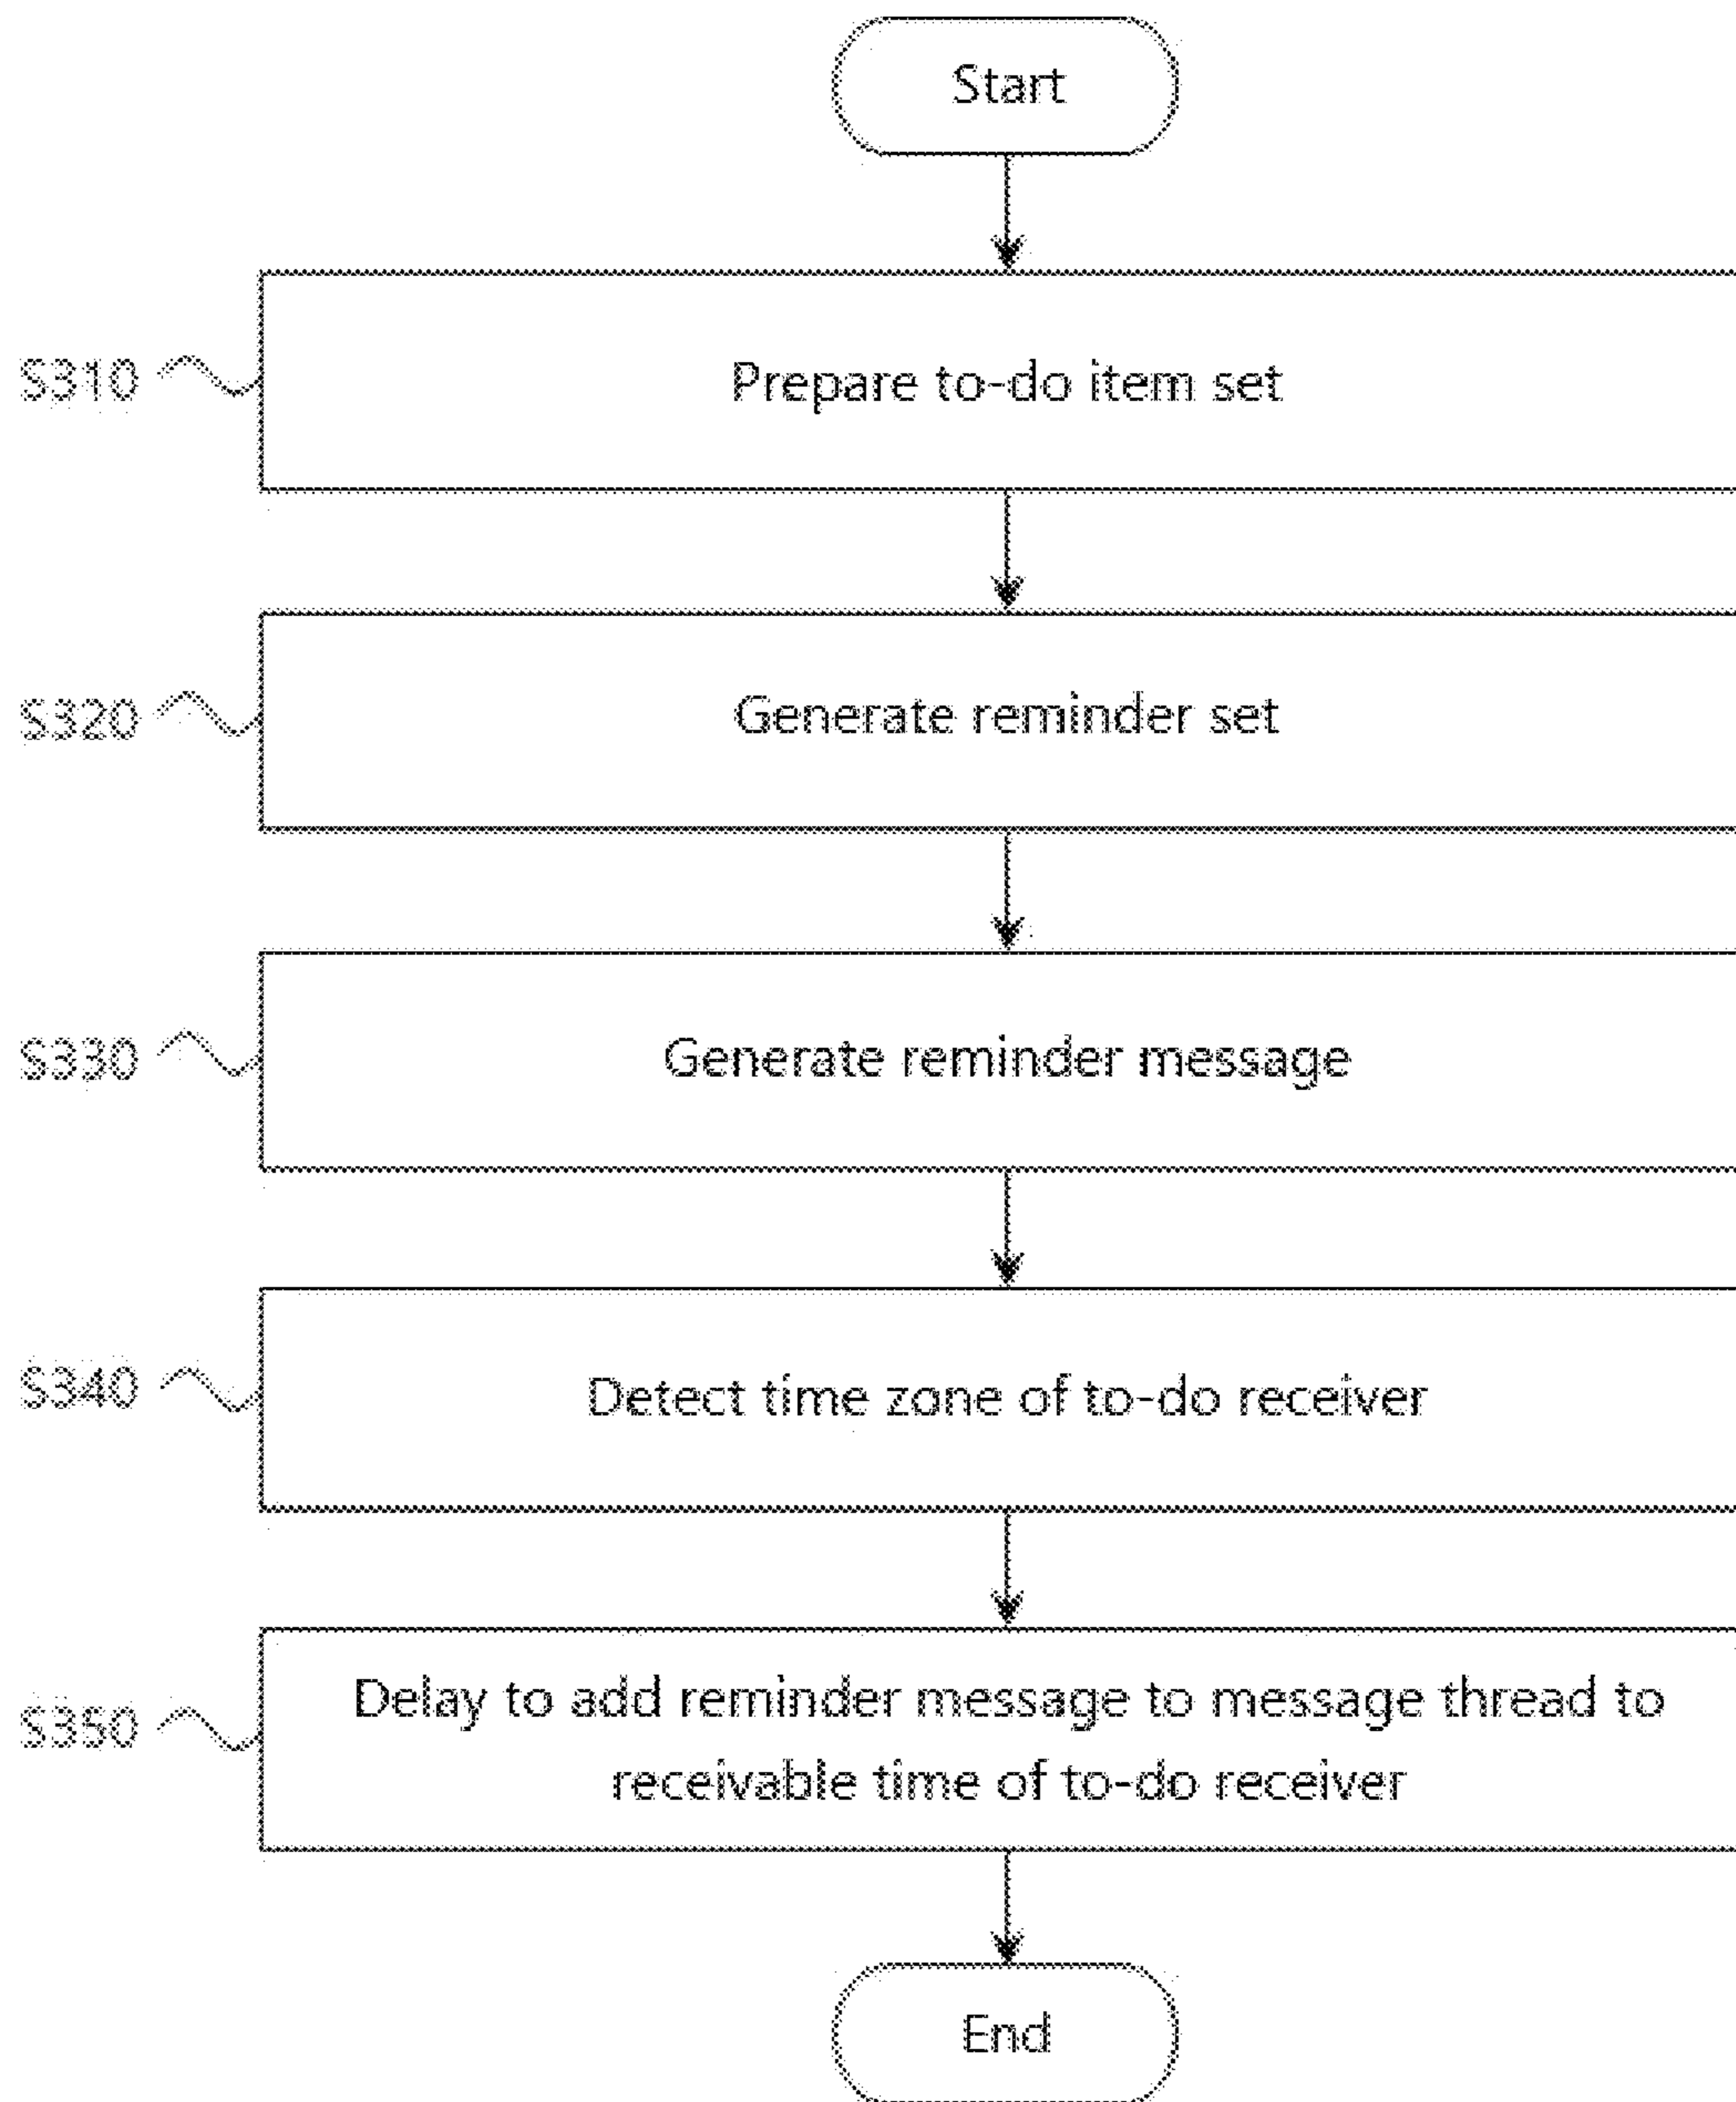 Start
S310
Prepare to-do item set
S320
Generate reminder set
S330
Generate reminder message
S340
Detect time zone of to-do receiver
S350
Delay to add reminder message to message thread to
receivable time of to-do receiver
End